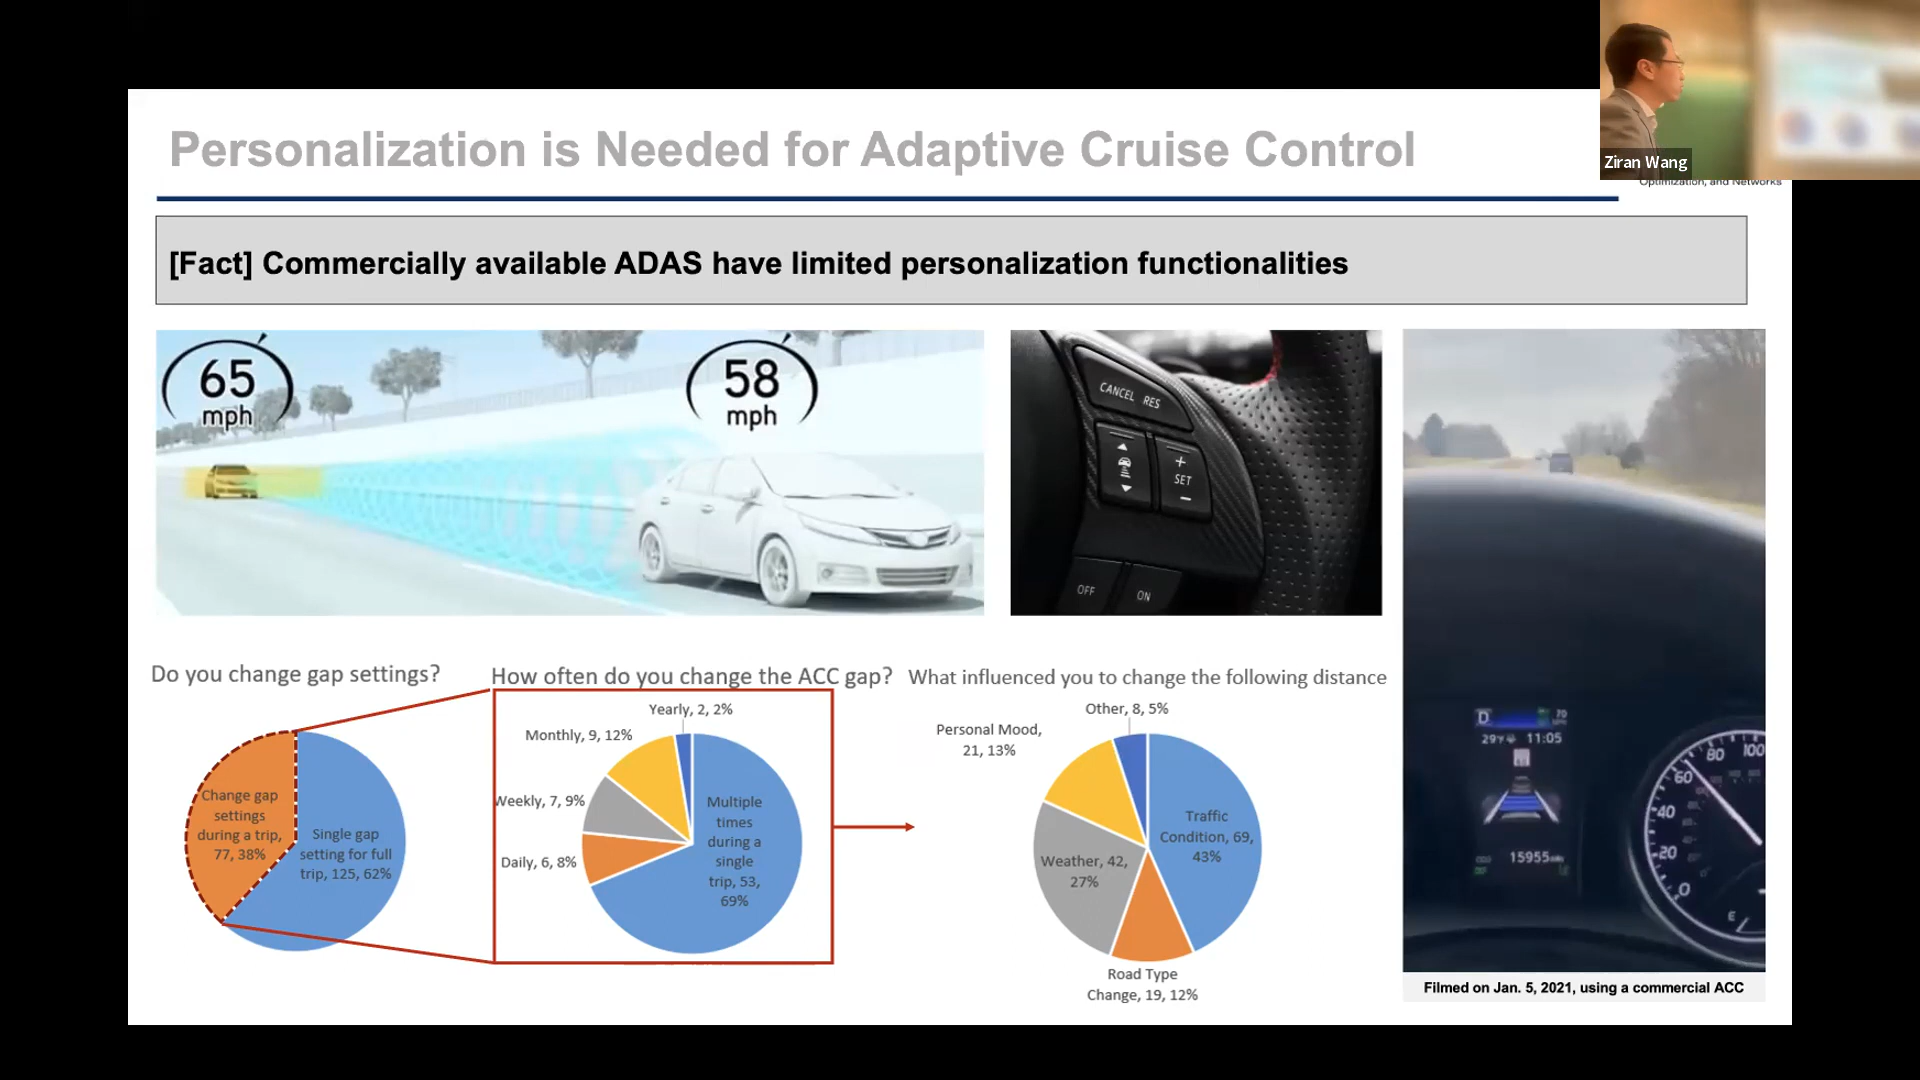 Ziran Wang
Optimization, and Networks
Personalization is Needed for Adaptive Cruise Control
[Fact] Commercially available ADAS have limited personalization functionalities
65
mph
58
mph
CANCEL RES
+
SET
−
OFF
ON
D
70
29°F
11:05
15955
100
80
60
40
20
0
E
Filmed on Jan. 5, 2021, using a commercial ACC
Do you change gap settings?
Change gap
settings
during a trip,
77, 38%
Single gap
setting for full
trip, 125, 62%
How often do you change the ACC gap?
Yearly, 2, 2%
Monthly, 9, 12%
Weekly, 7, 9%
Daily, 6, 8%
Multiple
times
during a
single
trip, 53,
69%
What influenced you to change the following distance
Other, 8, 5%
Personal Mood,
21, 13%
Traffic
Condition, 69,
43%
Weather, 42,
27%
Road Type
Change, 19, 12%